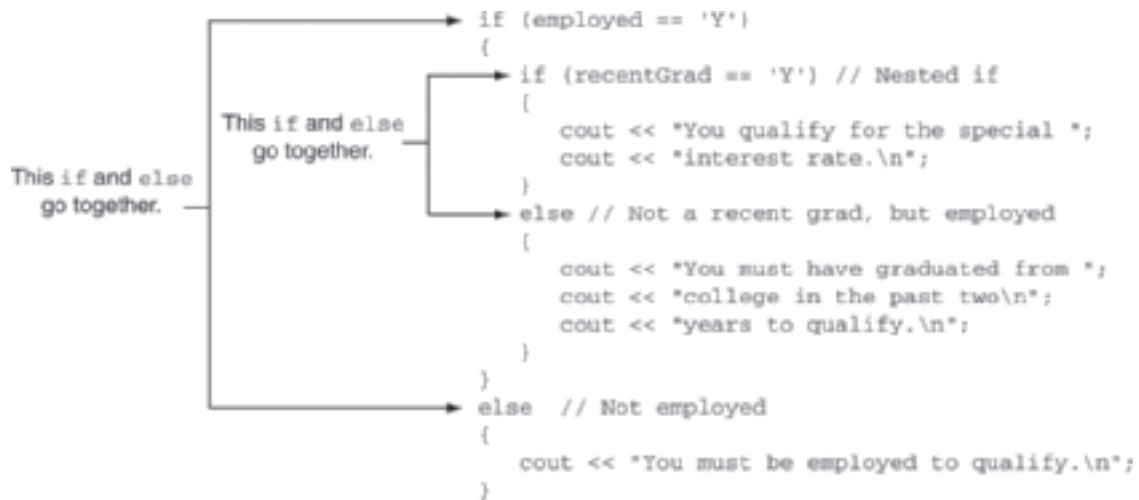 if (employed == 'Y')
{
if (recentGrad == 'Y') // Nested if
{
cout << "You qualify for the special ";
cout << "interest rate.\n";
}
else // Not a recent grad, but employed
{
cout << "You must have graduated from ";
cout << "college in the past two\n";
cout << "years to qualify.\n";
}
}
else  // Not employed
{
cout << "You must be employed to qualify.\n";
}
This if and else
go together.
This if and else
go together.